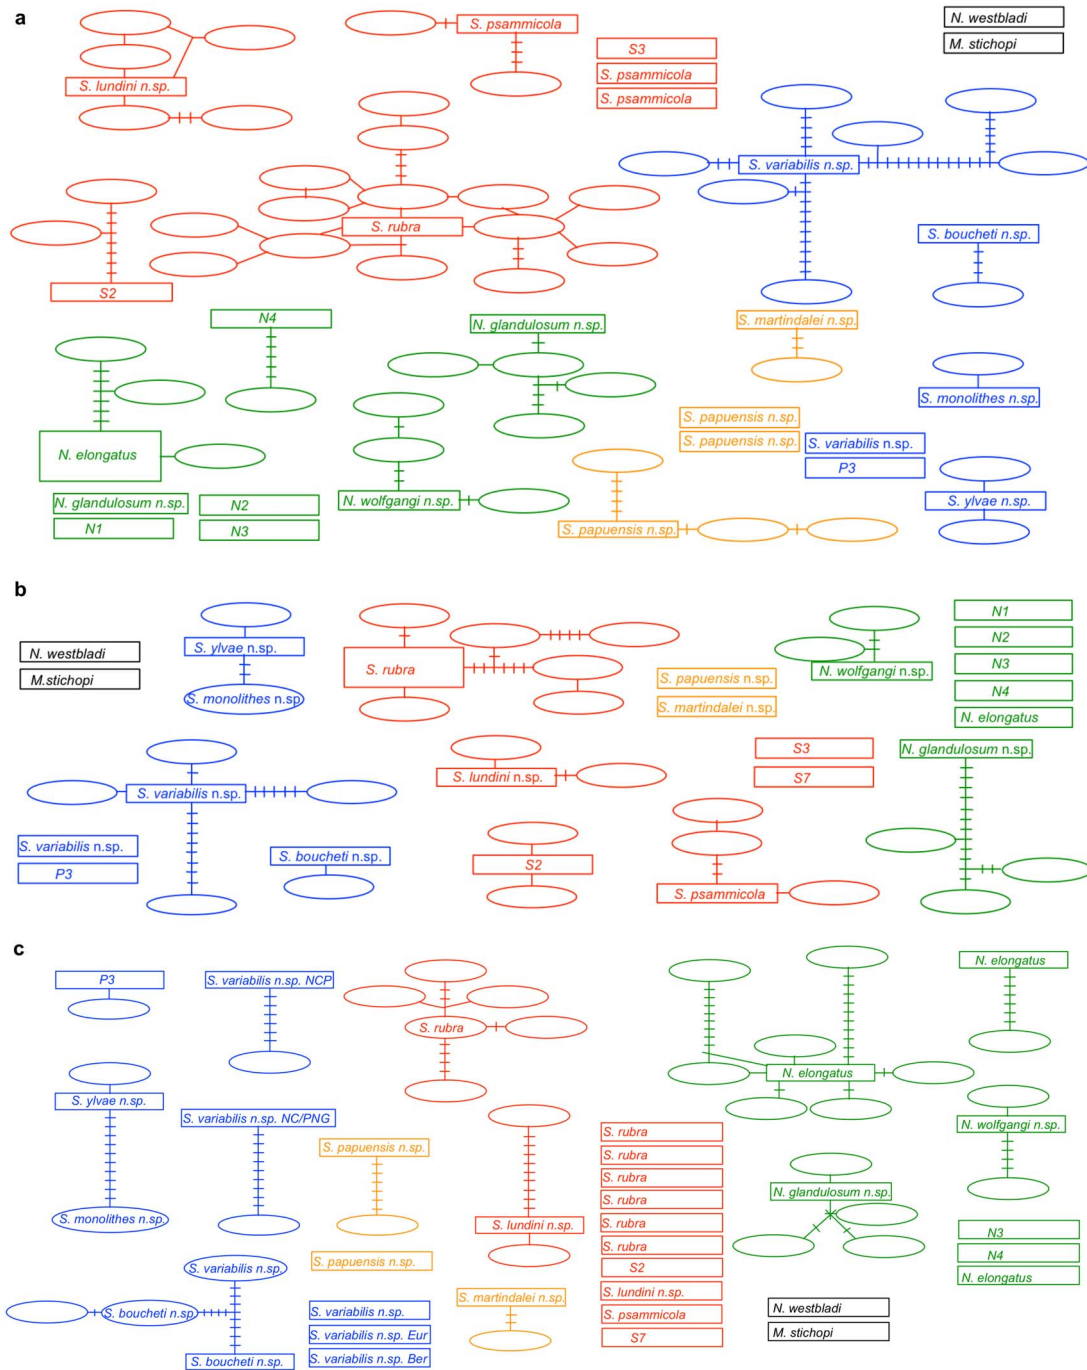 a
S. psammicola
N. westbladi
M. stichopi
S3
S. psammicola
S. psammicola
S. lundini n.sp.
S. variabilis n.sp.
S. rubra
S. boucheti n.sp.
S2
N4
N. glandulosum n.sp.
S. martindalei n.sp.
S. monolithes n.sp.
S. papuensis n.sp.
S. papuensis n.sp.
S. variabilis n.sp.
P3
N. elongatus
N. glandulosum n.sp.
N1
N2
N3
N. wolfgangi n.sp.
S. papuensis n.sp.
S. ylvae n.sp.
b
N. westbladi
M.stichopi
S. ylvae n.sp.
S. monolithes n.sp.
S. rubra
S. papuensis n.sp.
S. martindalei n.sp.
N. wolfgangi n.sp.
N1
N2
N3
N4
N. elongatus
N. glandulosum n.sp.
S. variabilis n.sp.
S. lundini n.sp.
S3
S7
S. variabilis n.sp.
P3
S. boucheti n.sp.
S2
S. psammicola
c
P3
S. variabilis n.sp. NCP
S. rubra
N. elongatus
N. elongatus
S. ylvae n.sp.
S. variabilis n.sp. NC/PNG
S. papuensis n.sp.
S. monolithes n.sp.
S. lundini n.sp.
S. rubra
S. rubra
S. rubra
S. rubra
S. rubra
S. rubra
S2
S. lundini n.sp.
S. psammicola
S7
N. wolfgangi n.sp.
N. glandulosum n.sp.
N3
N4
N. elongatus
S. variabilis n.sp.
S. papuensis n.sp.
S. boucheti n.sp.
S. boucheti n.sp.
S. variabilis n.sp.
S. variabilis n.sp. Eur
S. variabilis n.sp. Ber
S. martindalei n.sp.
N. westbladi
M. stichopi